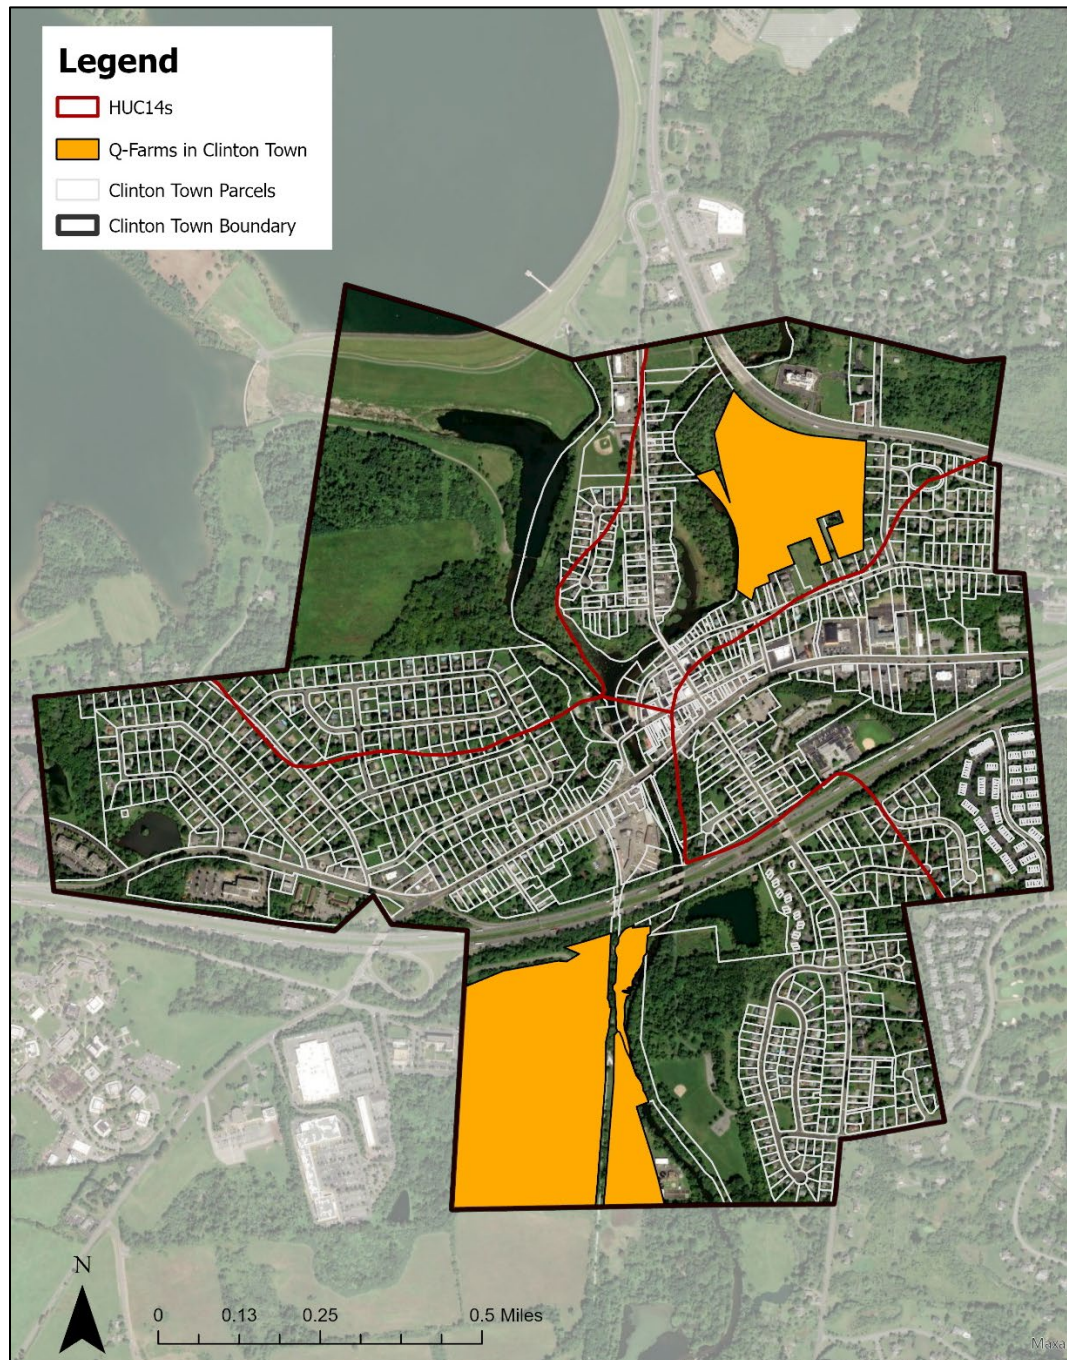 Legend
HUC14s
Q-Farms in Clinton Town
Clinton Town Parcels
Clinton Town Boundary
N
0 0.13 0.25 0.5 Miles
Maxa